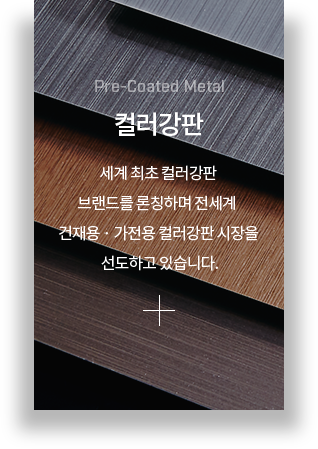 Pre-Coated Metal
컬러강판
세계 최초 컬러강판
브랜드를 론칭하며 전세계
건재용 · 가전용 컬러강판 시장을
선도하고 있습니다.